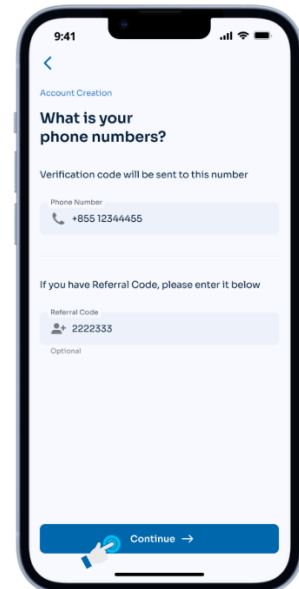 9:41
Account Creation
What is your
phone numbers?
Verification code will be sent to this number
Phone Number
+855 12344455
If you have Referral Code, please enter it below
Referral Code
2222333
Optional
Continue →